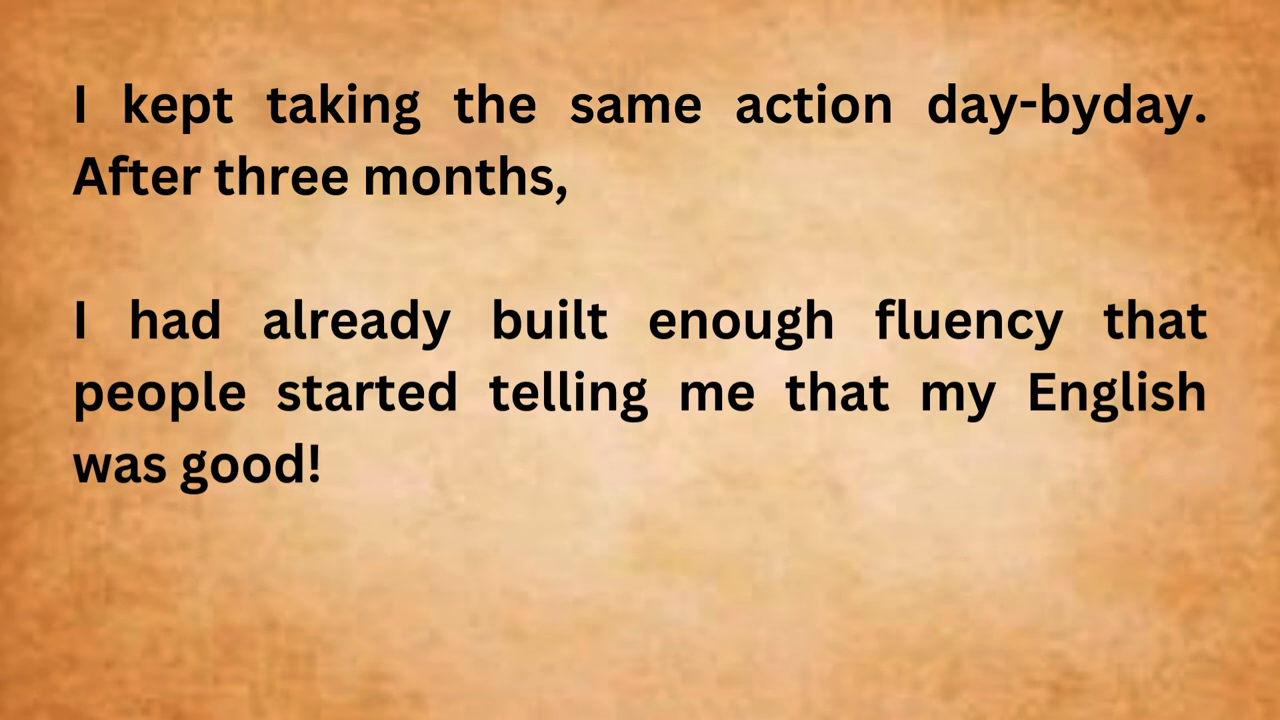 I kept taking the same action day-byday.
After three months,
I had already built enough fluency that
people started telling me that my English
was good!